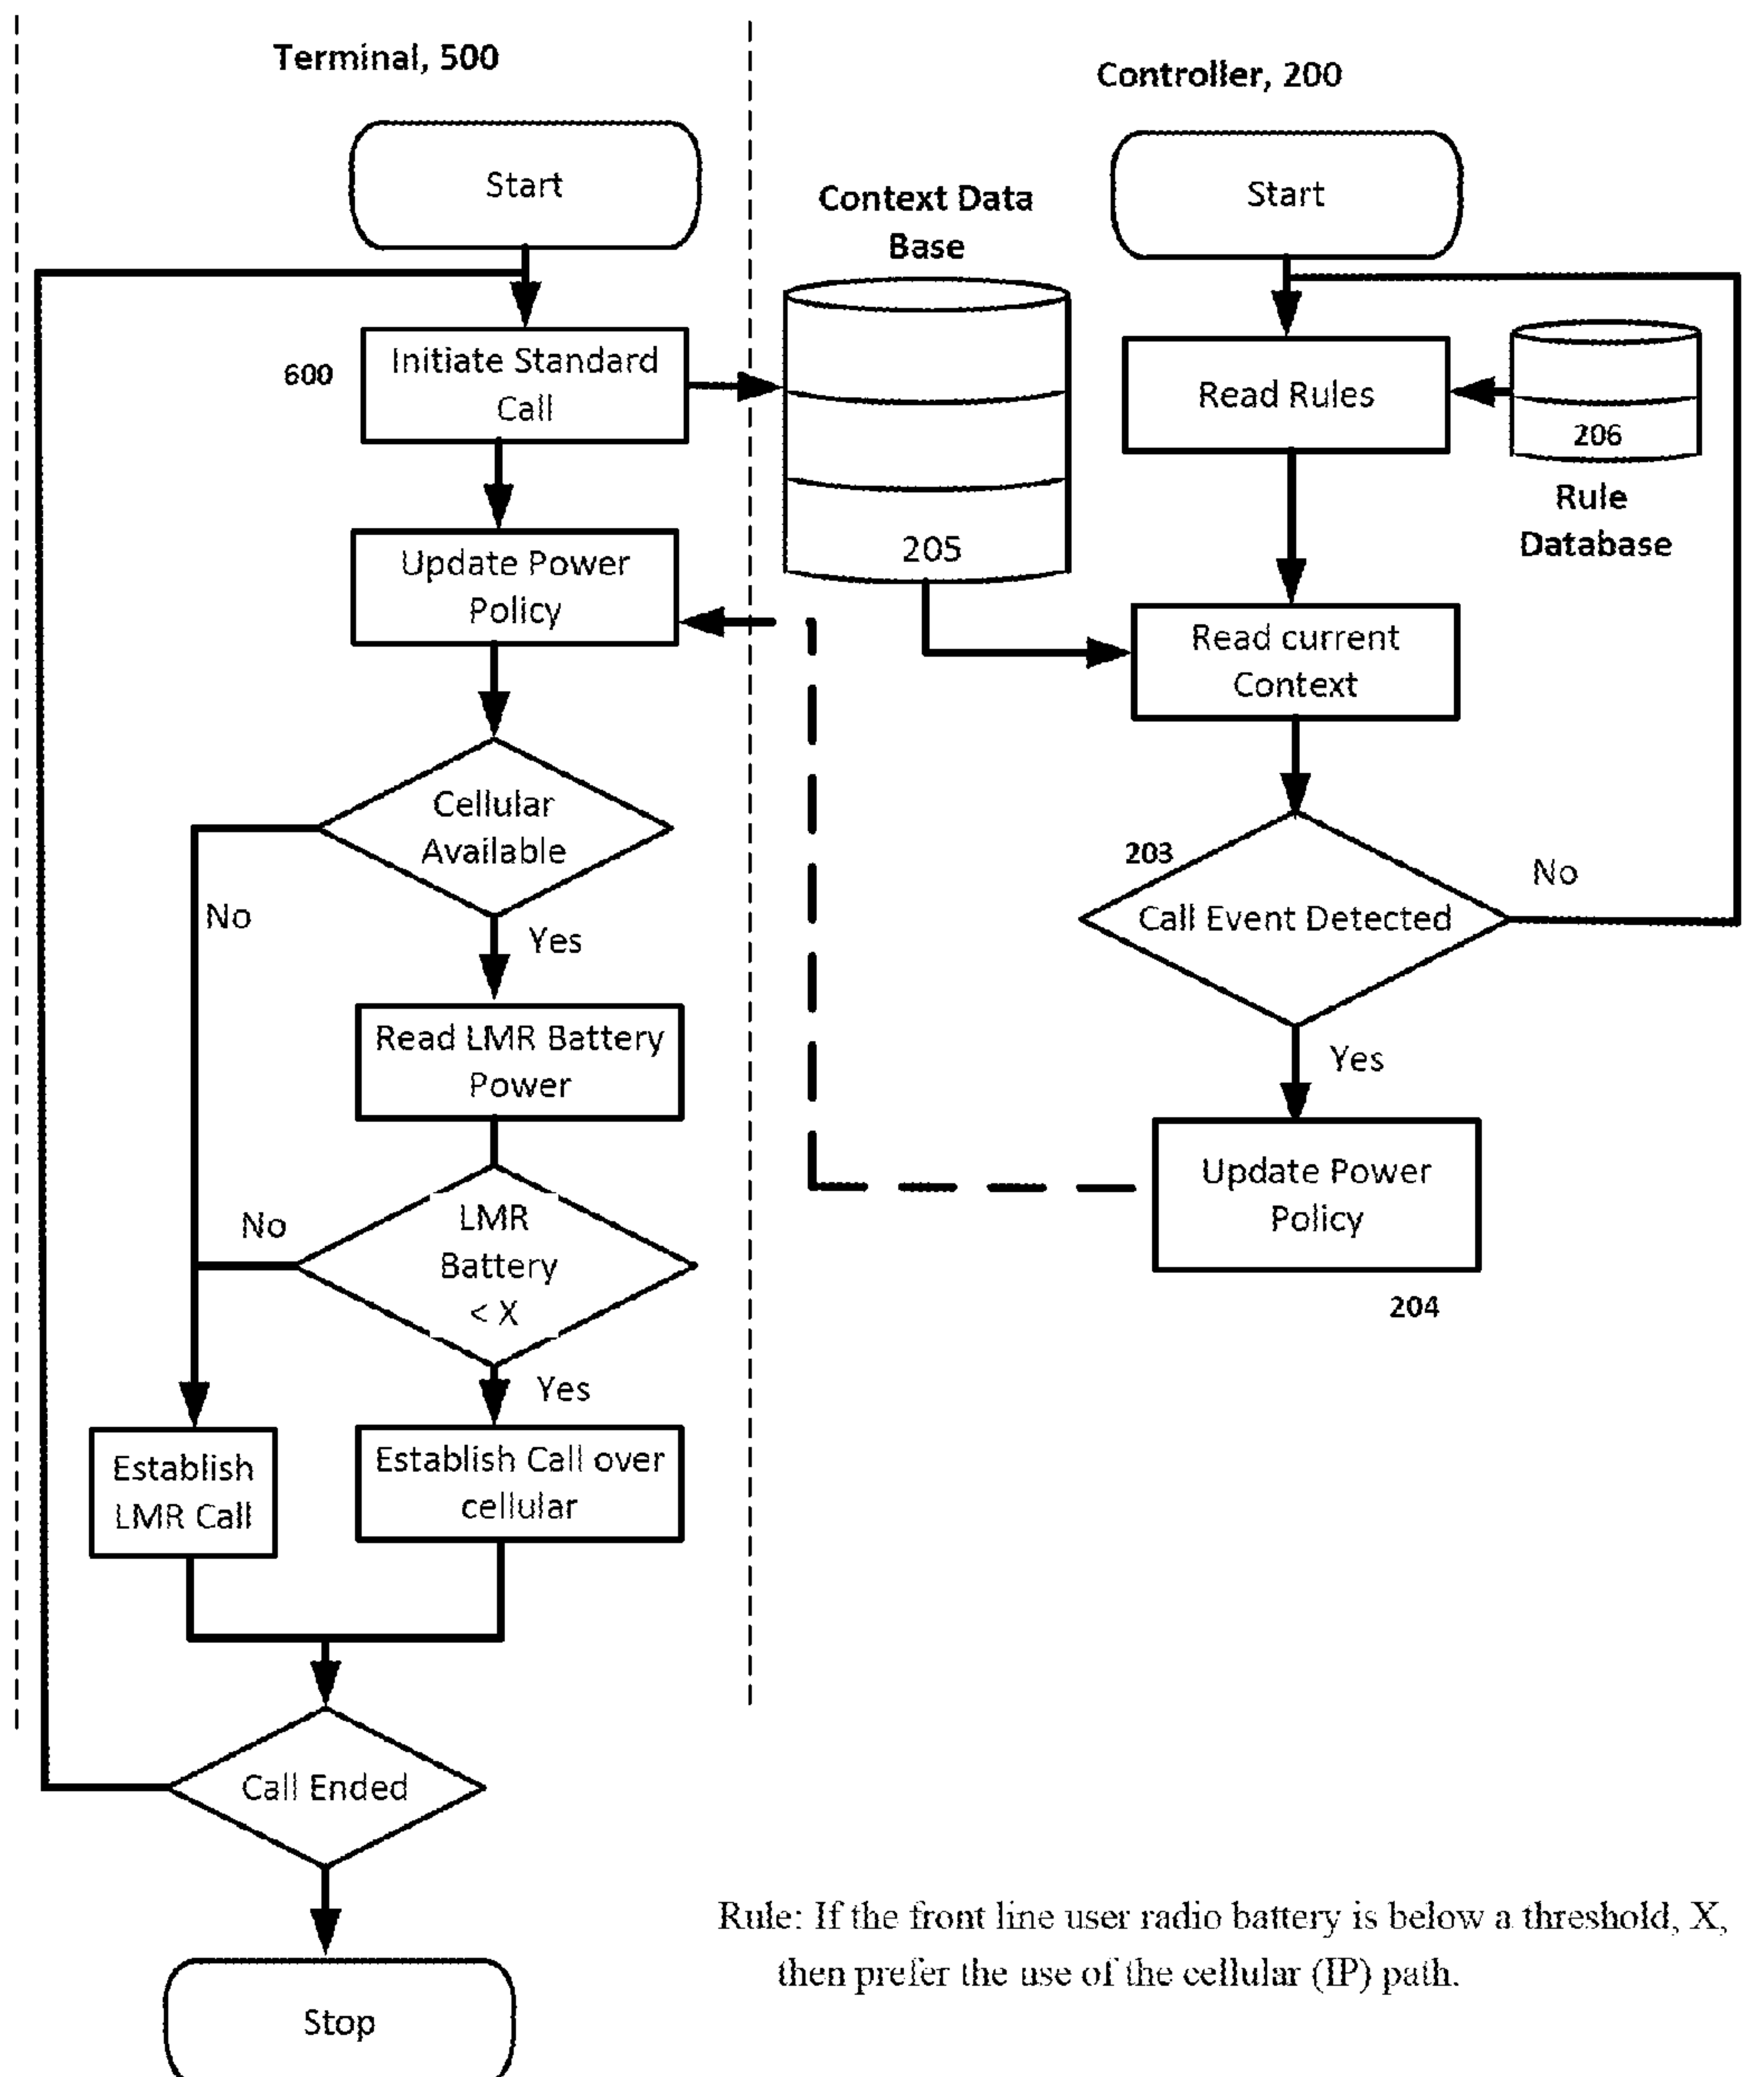 Terminal, 500
Start
600
Initiate Standard
Call
Update Power
Policy
Cellular
Available
No
Yes
Read LMR Battery
Power
No
LMR
Battery
< X
Yes
Establish
LMR Call
Establish Call over
cellular
Call Ended
Stop
Controller, 200
Context Data
Base
205
Start
Read Rules
206
Rule
Database
Read current
Context
203
Call Event Detected
No
Yes
Update Power
Policy
204
Rule: If the front line user radio battery is below a threshold, X,
then prefer the use of the cellular (IP) path.